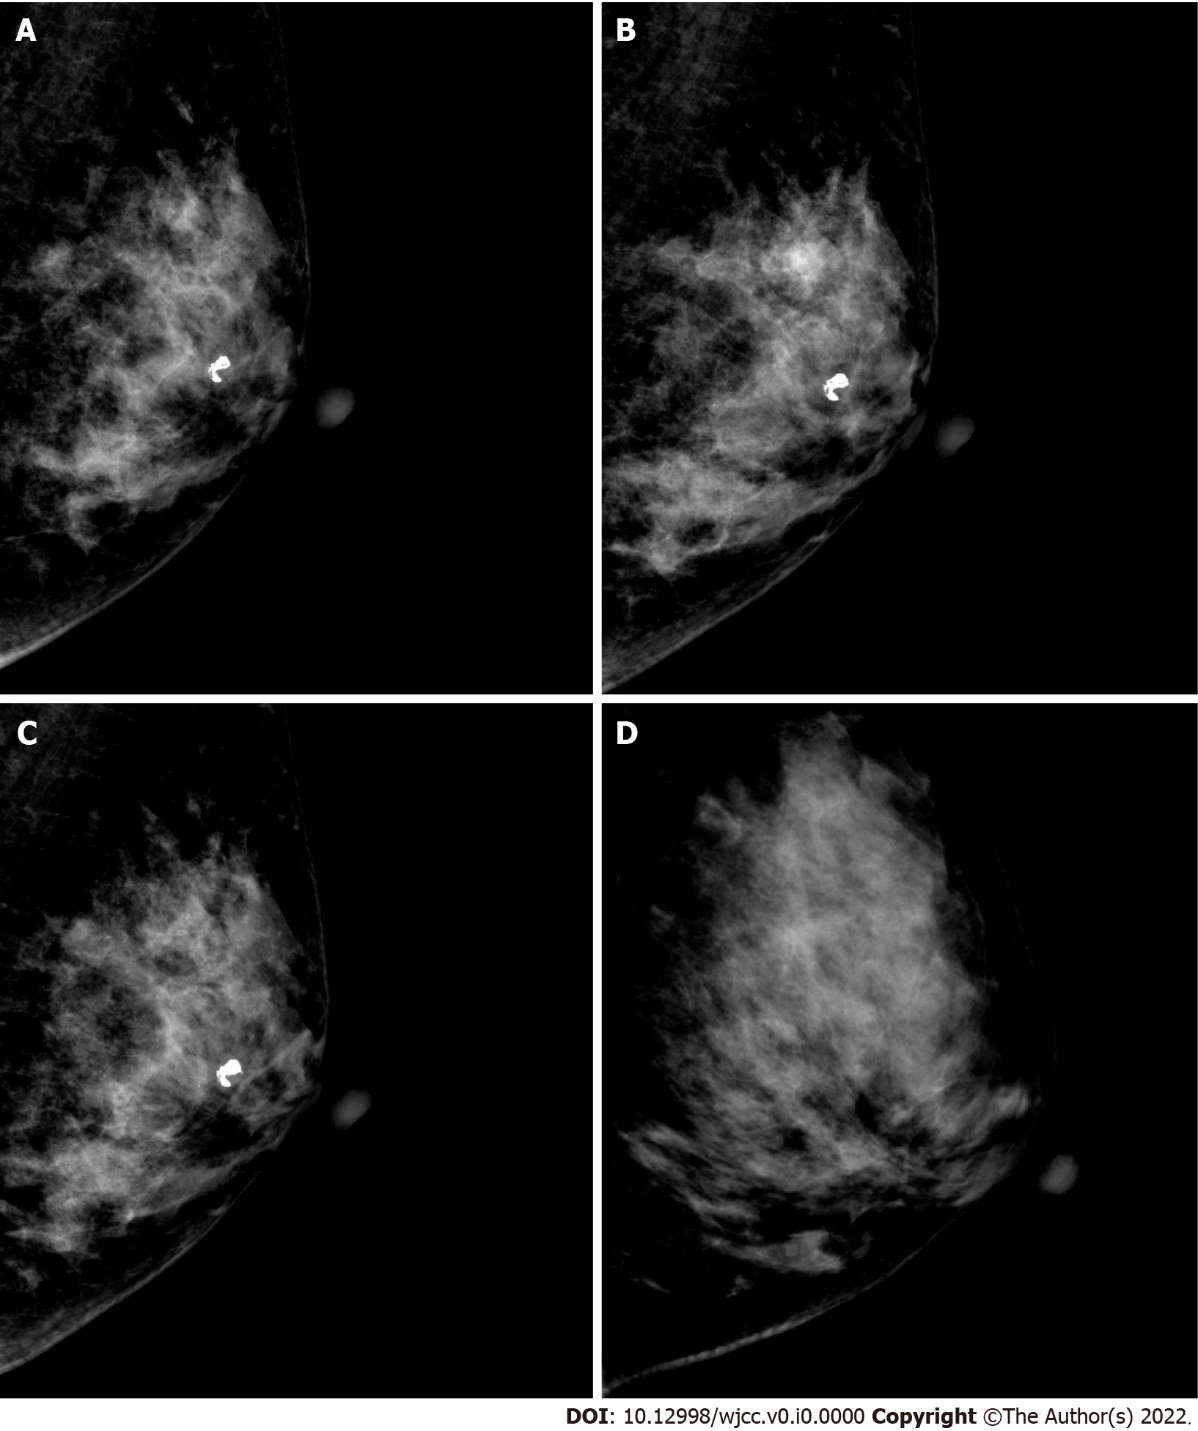 A
B
C
D
DOI: 10.12998/wjcc.v0.i0.0000 Copyright ©The Author(s) 2022.